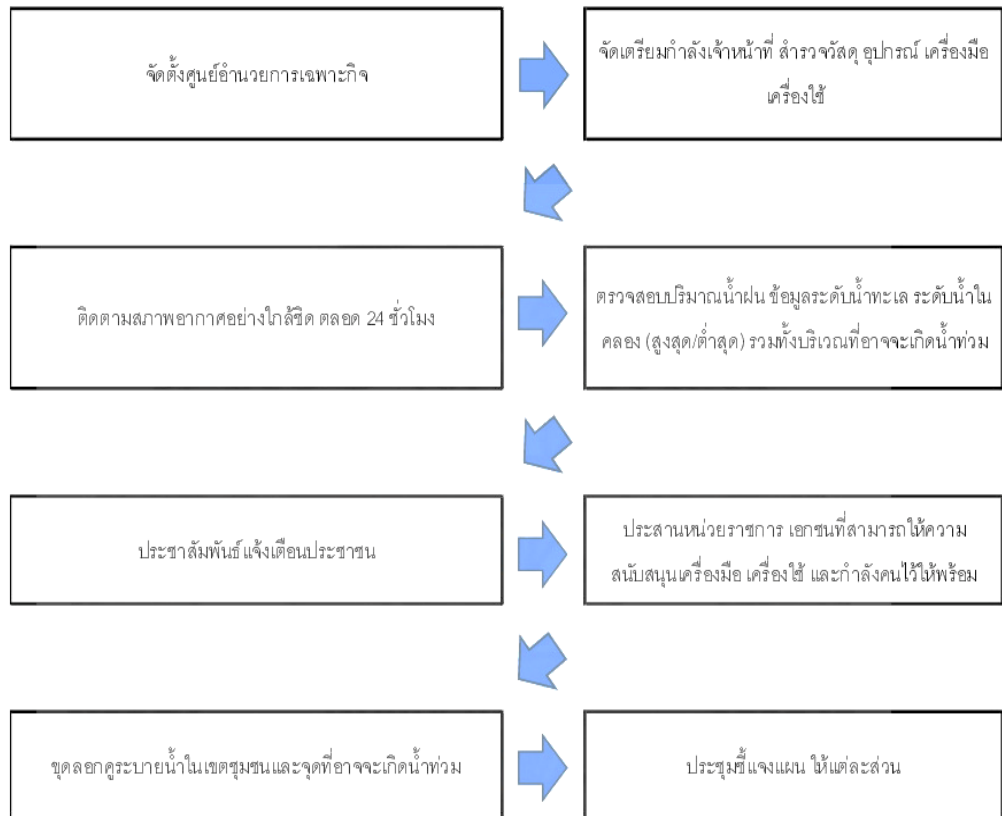 จัดตั้งศูนย์อำนวยการเฉพาะกิจ
จัดเตรียมกำลังเจ้าหน้าที่ สำรวจวัสดุ อุปกรณ์ เครื่องมือ
เครื่องใช้
ติดตามสภาพอากาศอย่างใกล้ชิด ตลอด 24 ชั่วโมง
ตรวจสอบปริมาณน้ำฝน ข้อมูลระดับน้ำทะเล ระดับน้ำใน
คลอง (สูงสุด/ต่ำสุด) รวมทั้งบริเวณที่อาจจะเกิดน้ำท่วม
ประชาสัมพันธ์ แจ้งเตือนประชาชน
ประสานหน่วยราชการ เอกชนที่สามารถให้ความ
สนับสนุนเครื่องมือ เครื่องใช้ และกำลังคนไว้ให้พร้อม
ขุดลอกคูระบายน้ำในเขตชุมชนและจุดที่อาจจะเกิดน้ำท่วม
ประชุมชี้แจงแผน ให้แต่ละส่วน